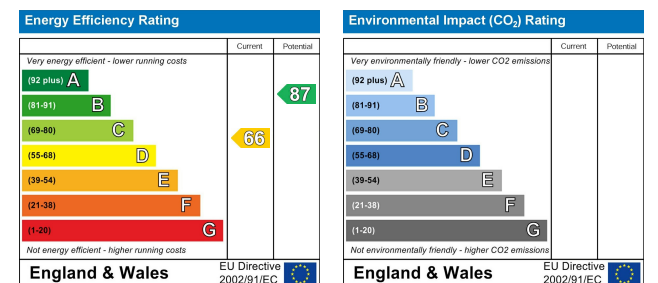 Energy Efficiency Rating
Current Potential
Very energy efficient - lower running costs
(92 plus) A
(81-91) B
(69-80) C
(55-68) D
(39-54) E
(21-38) F
(1-20) G
66
87
Not energy efficient - higher running costs
England & Wales
EU Directive
2002/91/EC
Environmental Impact (CO2) Rating
Current Potential
Very environmentally friendly - lower CO2 emissions
(92 plus) A
(81-91) B
(69-80) C
(55-68) D
(39-54) E
(21-38) F
(1-20) G
Not environmentally friendly - higher CO2 emissions
England & Wales
EU Directive
2002/91/EC